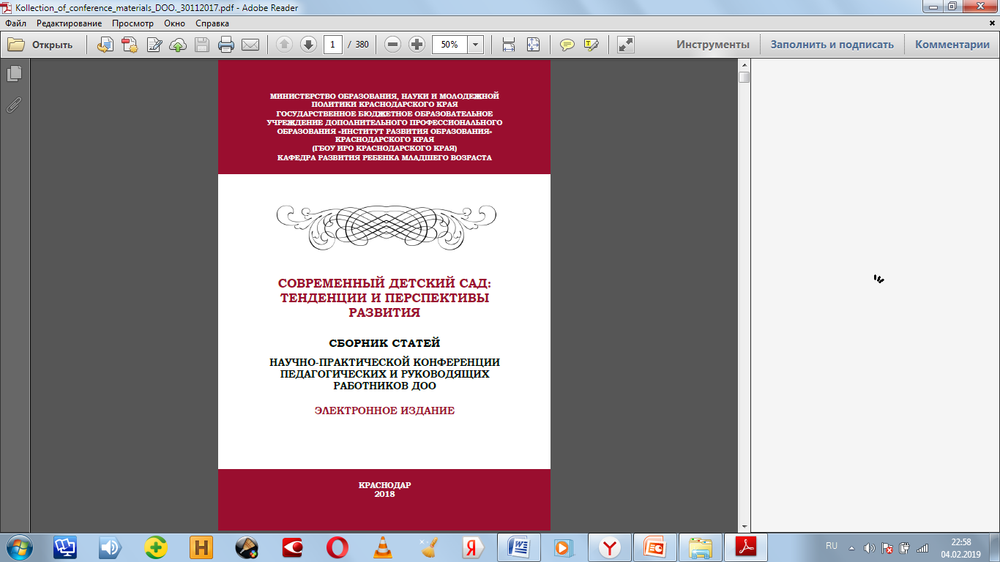 Kollection_of_conference_materials_DOO._30112017.pdf - Adobe Reader
Файл Редактирование Просмотр Окно Справка
Открыть 1 / 380 50% Инструменты Заполнить и подписать Комментарии
МИНИСТЕРСТВО ОБРАЗОВАНИЯ, НАУКИ И МОЛОДЕЖНОЙ
ПОЛИТИКИ КРАСНОДАРСКОГО КРАЯ
ГОСУДАРСТВЕННОЕ БЮДЖЕТНОЕ ОБРАЗОВАТЕЛЬНОЕ
УЧРЕЖДЕНИЕ ДОПОЛНИТЕЛЬНОГО ПРОФЕССИОНАЛЬНОГО
ОБРАЗОВАНИЯ «ИНСТИТУТ РАЗВИТИЯ ОБРАЗОВАНИЯ»
КРАСНОДАРСКОГО КРАЯ
(ГБОУ ИРО КРАСНОДАРСКОГО КРАЯ)
КАФЕДРА РАЗВИТИЯ РЕБЕНКА МЛАДШЕГО ВОЗРАСТА
СОВРЕМЕННЫЙ ДЕТСКИЙ САД:
ТЕНДЕНЦИИ И ПЕРСПЕКТИВЫ
РАЗВИТИЯ
СБОРНИК СТАТЕЙ
НАУЧНО-ПРАКТИЧЕСКОЙ КОНФЕРЕНЦИИ
ПЕДАГОГИЧЕСКИХ И РУКОВОДЯЩИХ
РАБОТНИКОВ ДОО
ЭЛЕКТРОННОЕ ИЗДАНИЕ
КРАСНОДАР
2018
RU
22:58
04.02.2019